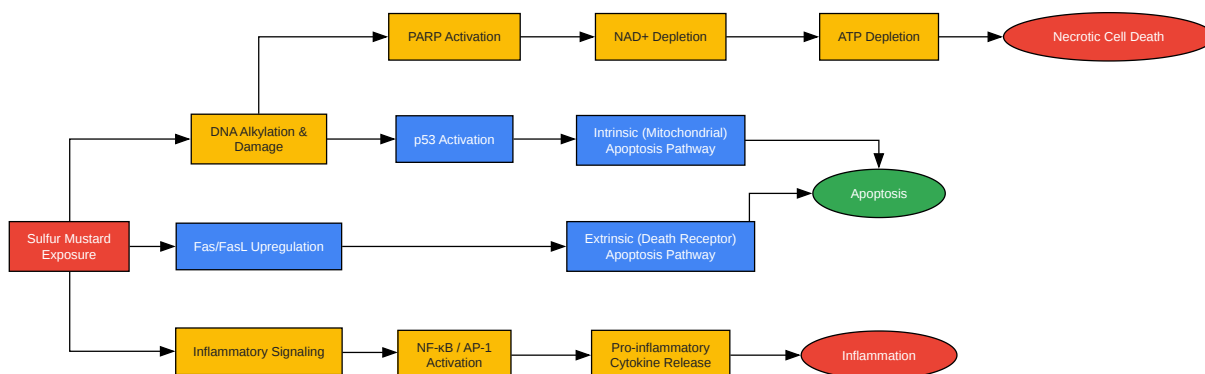 PARP Activation
NAD+ Depletion
ATP Depletion
Necrotic Cell Death
DNA Alkylation &
Damage
p53 Activation
Intrinsic (Mitochondrial)
Apoptosis Pathway
Apoptosis
Sulfur Mustard
Exposure
Fas/FasL Upregulation
Extrinsic (Death Receptor)
Apoptosis Pathway
Inflammatory Signaling
NF-κB / AP-1
Activation
Pro-inflammatory
Cytokine Release
Inflammation